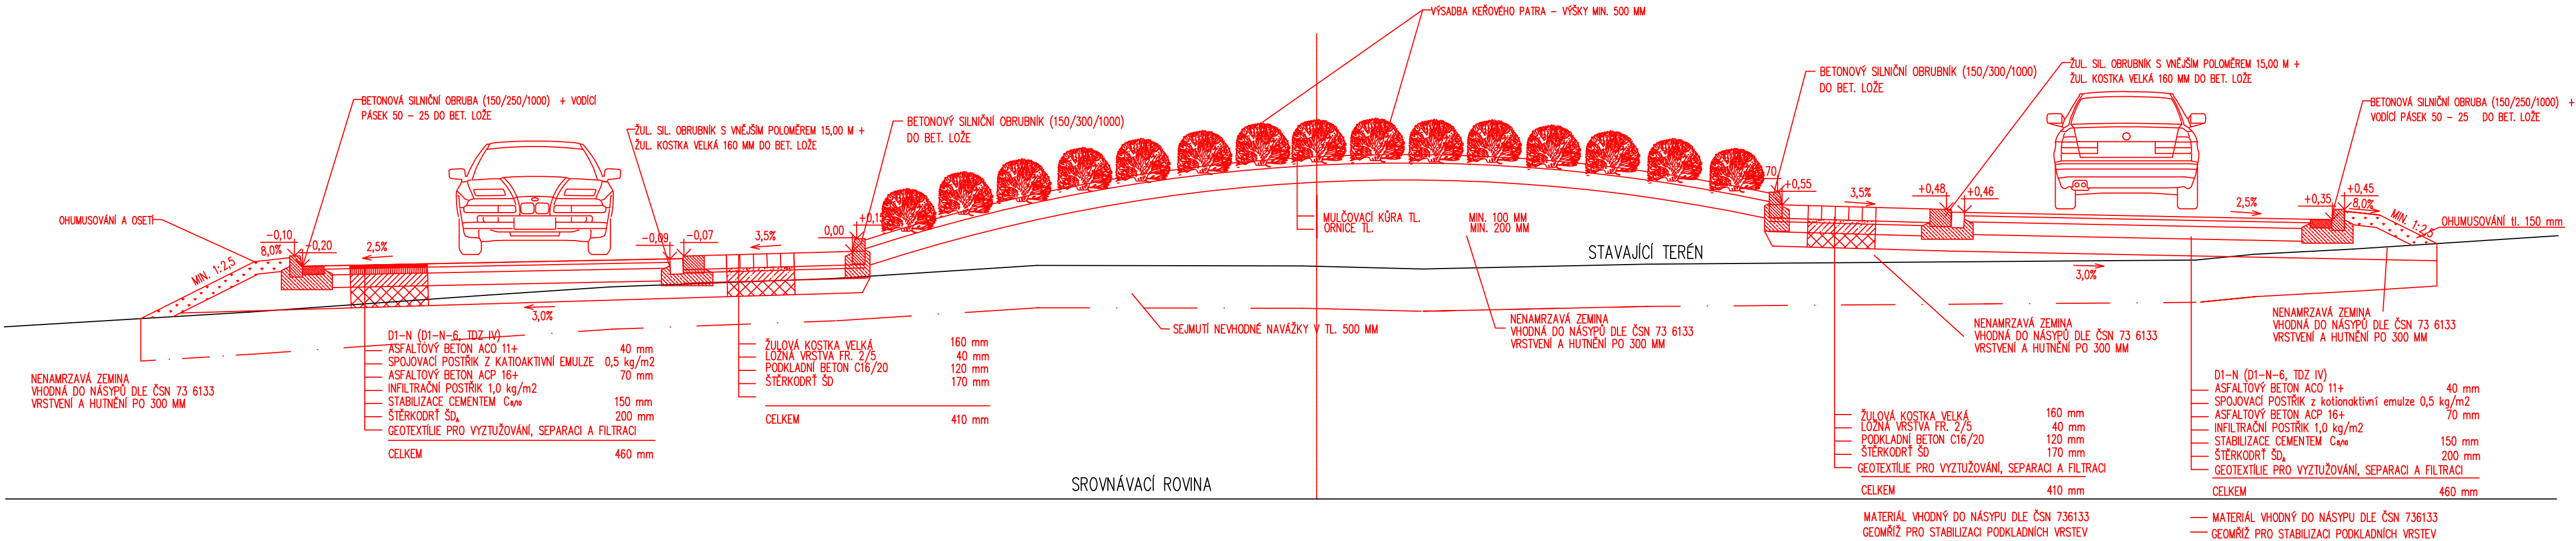 VÝSADBA KEŘOVÉHO PATRA – VÝŠKY MIN. 500 MM
BETONOVÁ SILNIČNÍ OBRUBA (150/250/1000) + VODÍCÍ
PÁSEK 50 – 25 DO BET. LOŽE
ŽUL. SIL. OBRUBNÍK S VNĚJŠÍM POLOMĚREM 15,00 M +
ŽUL. KOSTKA VELKÁ 160 MM DO BET. LOŽE
BETONOVÝ SILNIČNÍ OBRUBNÍK (150/300/1000)
DO BET. LOŽE
BETONOVÝ SILNIČNÍ OBRUBNÍK (150/300/1000)
DO BET. LOŽE
ŽUL. SIL. OBRUBNÍK S VNĚJŠÍM POLOMĚREM 15,00 M +
ŽUL. KOSTKA VELKÁ 160 MM DO BET. LOŽE
BETONOVÁ SILNIČNÍ OBRUBA (150/250/1000) +
VODÍCÍ PÁSEK 50 – 25 DO BET. LOŽE
OHUMUSOVÁNÍ A OSETÍ
MIN. 1:2,5
8,0%
–0,10
–0,20
2,5%
–0,09
–0,07
3,5%
0,00
+0,15
3,0%
70
+0,55
3,5%
+0,48
+0,46
2,5%
+0,35
+0,45
8,0%
MIN. 1:2,5
OHUMUSOVÁNÍ tl. 150 mm
3,0%
MULČOVACÍ KŮRA TL. MIN. 100 MM
ORNICE TL. MIN. 200 MM
STAVAJÍCÍ TERÉN
SEJMUTÍ NEVHODNÉ NAVÁŽKY V TL. 500 MM
NENAMRZAVÁ ZEMINA
VHODNÁ DO NÁSYPŮ DLE ČSN 73 6133
VRSTVENÍ A HUTNĚNÍ PO 300 MM
NENAMRZAVÁ ZEMINA
VHODNÁ DO NÁSYPŮ DLE ČSN 73 6133
VRSTVENÍ A HUTNĚNÍ PO 300 MM
NENAMRZAVÁ ZEMINA
VHODNÁ DO NÁSYPŮ DLE ČSN 73 6133
VRSTVENÍ A HUTNĚNÍ PO 300 MM
NENAMRZAVÁ ZEMINA
VHODNÁ DO NÁSYPŮ DLE ČSN 73 6133
VRSTVENÍ A HUTNĚNÍ PO 300 MM
D1-N (D1-N-6, TDZ IV)
ASFALTOVÝ BETON ACO 11+ 40 mm
SPOJOVACÍ POSTŘIK Z KATIOAKTIVNÍ EMULZE 0,5 kg/m2
ASFALTOVÝ BETON ACP 16+ 70 mm
INFILTRAČNÍ POSTŘIK 1,0 kg/m2
STABILIZACE CEMENTEM C8/10 150 mm
ŠTĚRKODRŤ ŠDA 200 mm
GEOTEXTÍLIE PRO VYZTUŽOVÁNÍ, SEPARACI A FILTRACI
CELKEM 460 mm
ŽULOVÁ KOSTKA VELKÁ 160 mm
LOŽNÁ VRSTVA FR. 2/5 40 mm
PODKLADNÍ BETON C16/20 120 mm
ŠTĚRKODRŤ ŠD 170 mm
CELKEM 410 mm
ŽULOVÁ KOSTKA VELKÁ 160 mm
LOŽNÁ VRSTVA FR. 2/5 40 mm
PODKLADNÍ BETON C16/20 120 mm
ŠTĚRKODRŤ ŠD 170 mm
GEOTEXTÍLIE PRO VYZTUŽOVÁNÍ, SEPARACI A FILTRACI
CELKEM 410 mm
MATERIÁL VHODNÝ DO NÁSYPU DLE ČSN 736133
GEOMŘÍŽ PRO STABILIZACI PODKLADNÍCH VRSTEV
D1-N (D1-N-6, TDZ IV)
ASFALTOVÝ BETON ACO 11+ 40 mm
SPOJOVACÍ POSTŘIK z kationaktivní emulze 0,5 kg/m2
ASFALTOVÝ BETON ACP 16+ 70 mm
INFILTRAČNÍ POSTŘIK 1,0 kg/m2
STABILIZACE CEMENTEM C8/10 150 mm
ŠTĚRKODRŤ ŠDA 200 mm
GEOTEXTÍLIE PRO VYZTUŽOVÁNÍ, SEPARACI A FILTRACI
CELKEM 460 mm
MATERIÁL VHODNÝ DO NÁSYPU DLE ČSN 736133
GEOMŘÍŽ PRO STABILIZACI PODKLADNÍCH VRSTEV
SROVNÁVACÍ ROVINA